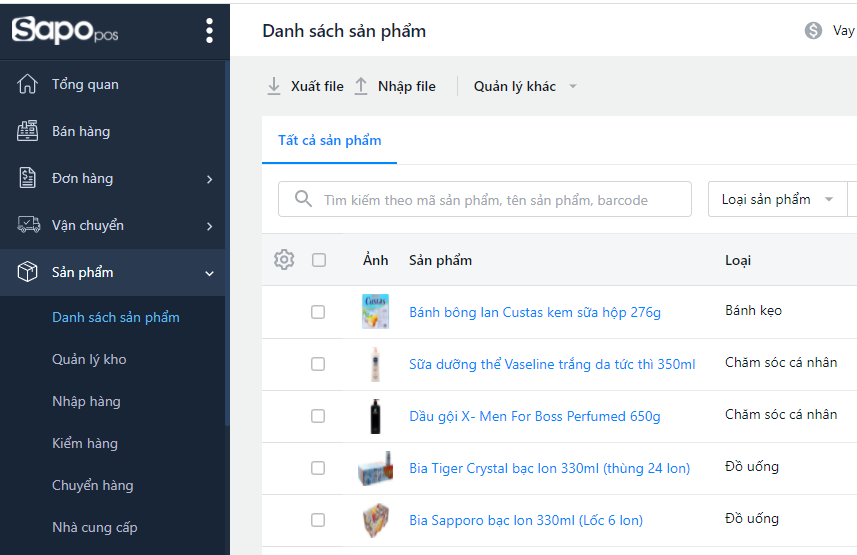 Sapo pos
Danh sách sản phẩm
Vay
Tổng quan
Bán hàng
Đơn hàng
Vận chuyển
Sản phẩm
Danh sách sản phẩm
Quản lý kho
Nhập hàng
Kiểm hàng
Chuyển hàng
Nhà cung cấp
Xuất file Nhập file Quản lý khác
Tất cả sản phẩm
Tìm kiếm theo mã sản phẩm, tên sản phẩm, barcode Loại sản phẩm
Ảnh Sản phẩm Loại
Custas
Bánh bông lan Custas kem sữa hộp 276g Bánh kẹo
Sữa dưỡng thể Vaseline trắng da tức thì 350ml Chăm sóc cá nhân
Dầu gội X- Men For Boss Perfumed 650g Chăm sóc cá nhân
Bia Tiger Crystal bạc lon 330ml (thùng 24 lon) Đồ uống
Bia Sapporo bạc lon 330ml (Lốc 6 lon) Đồ uống